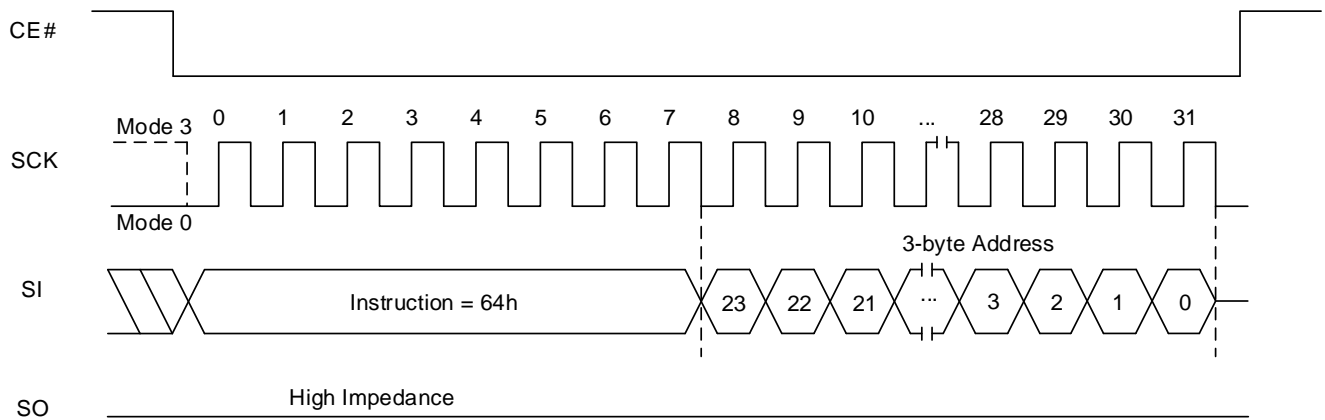 CE#
Mode 3 0 1 2 3 4 5 6 7 8 9 10 ... 28 29 30 31
SCK
Mode 0
3-byte Address
SI Instruction = 64h 23 22 21 ... 3 2 1 0
High Impedance
SO